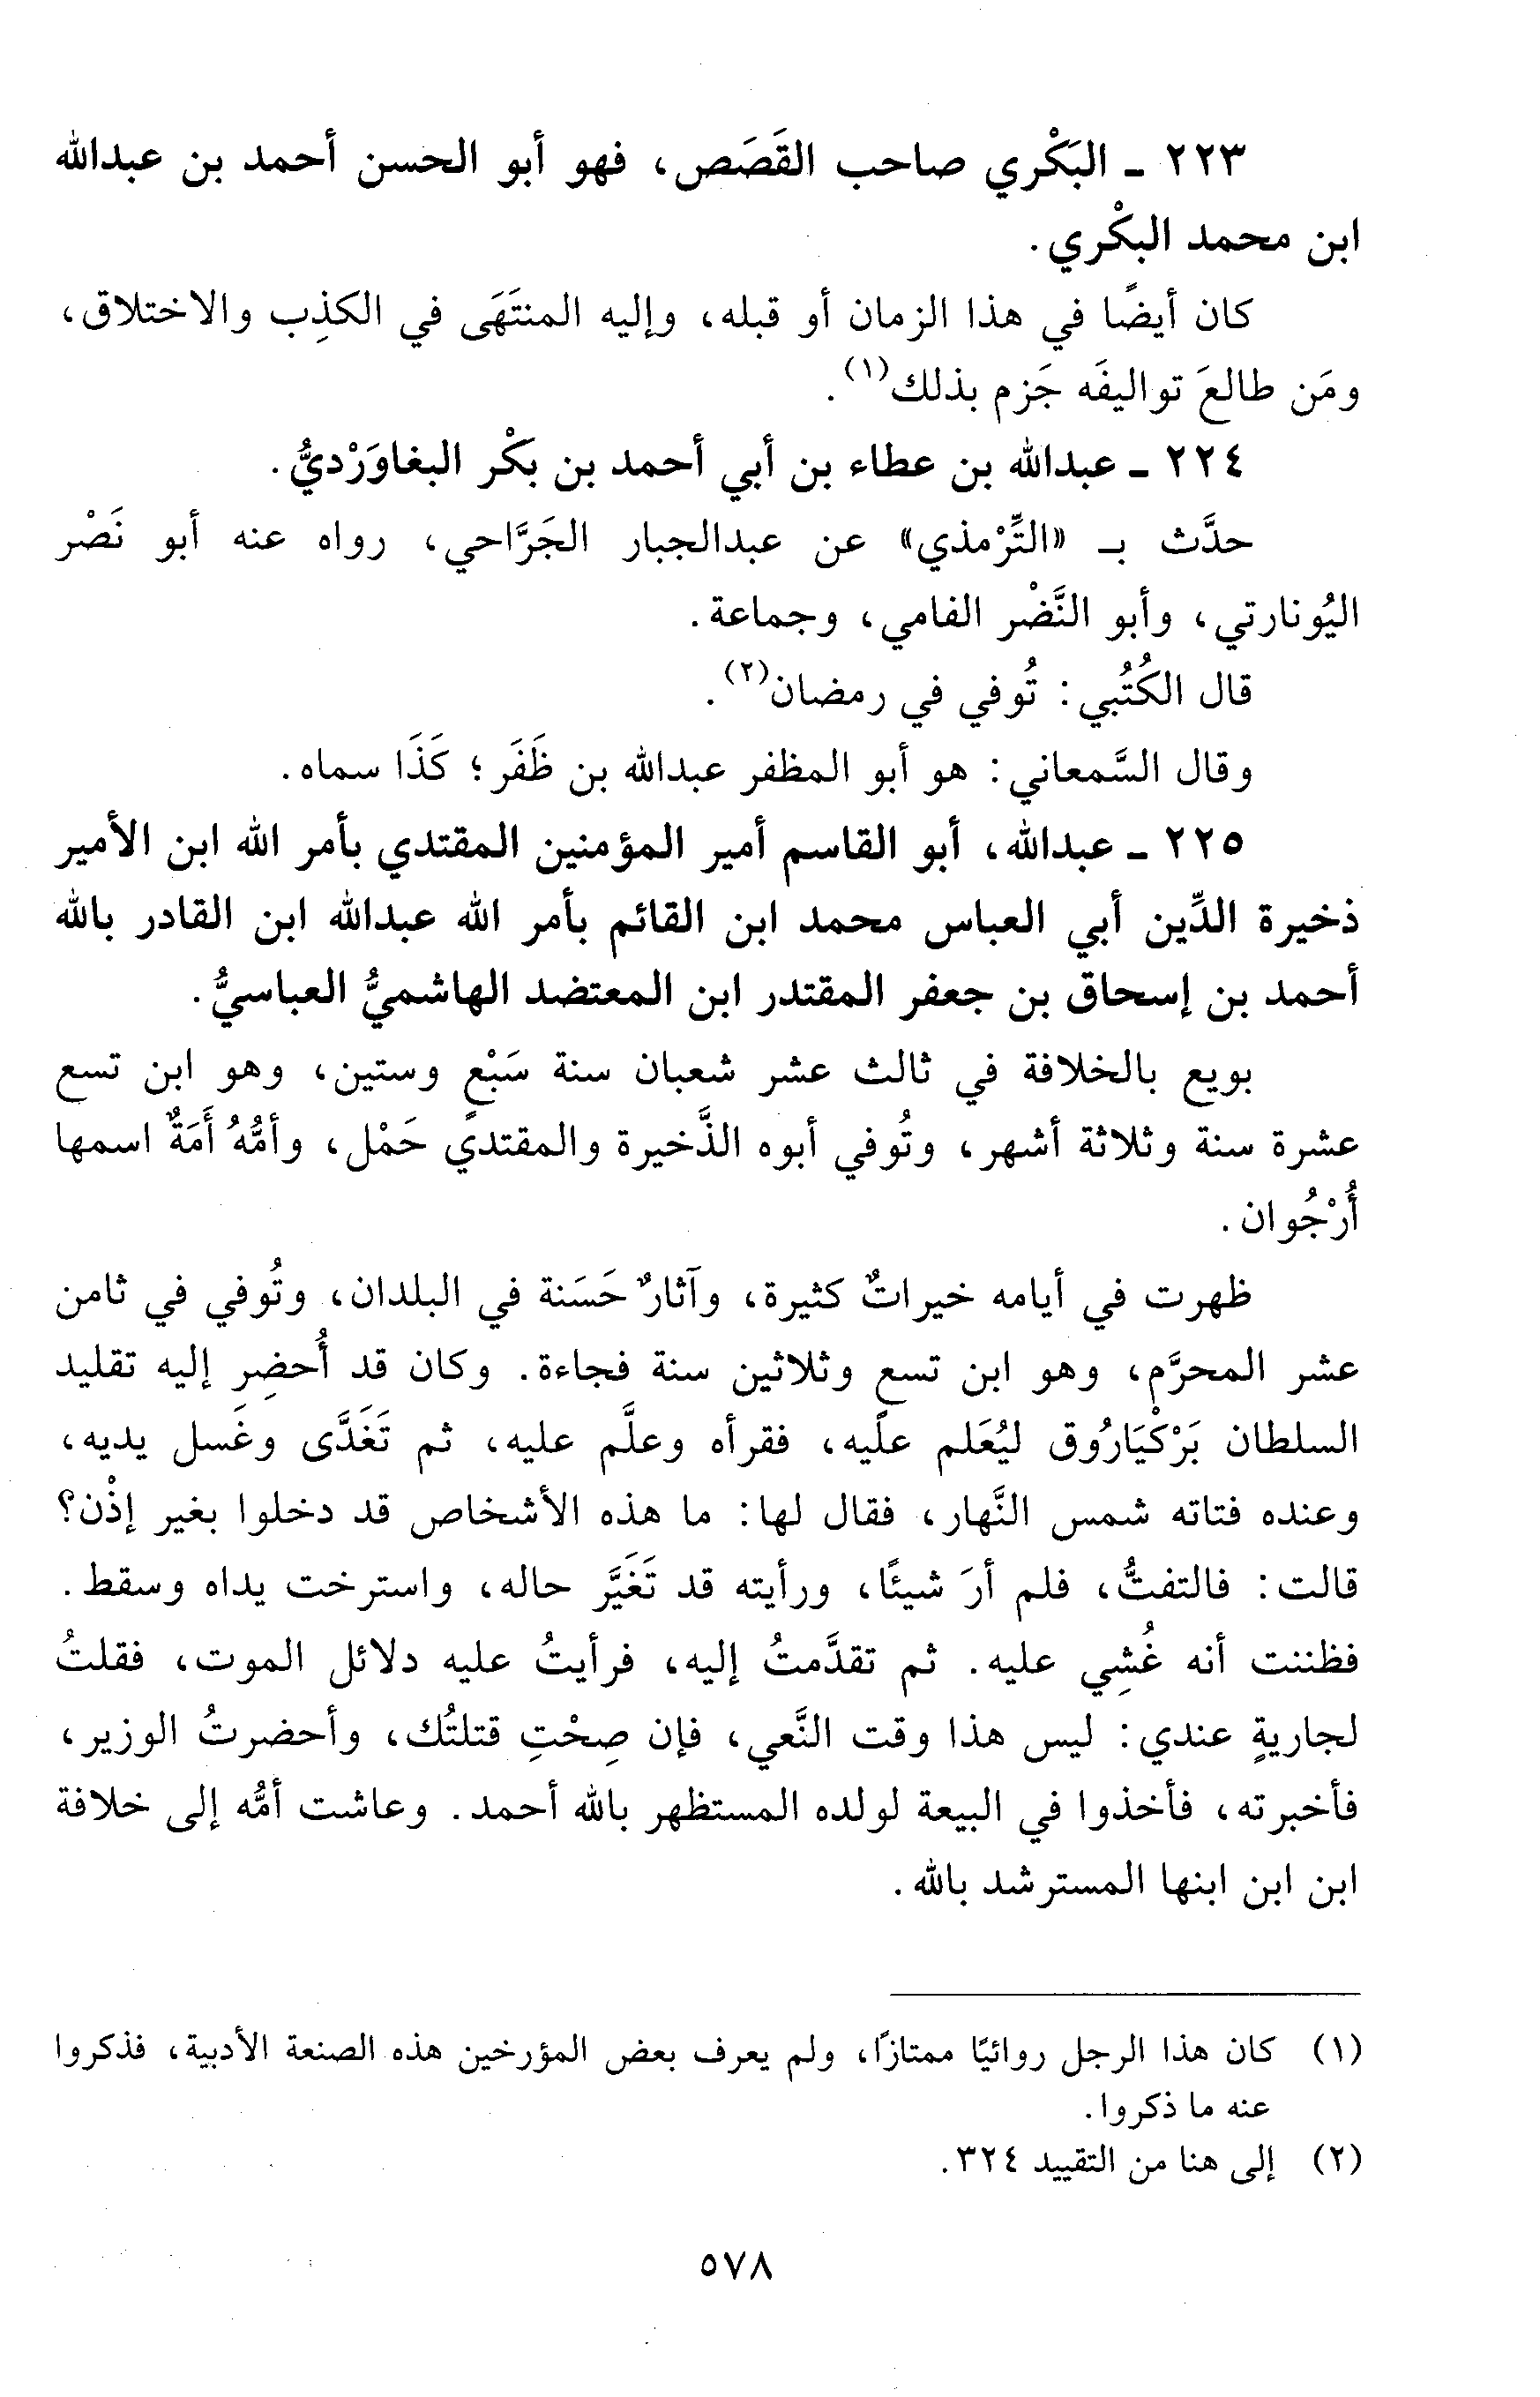 ٢٢٣ ـ البَكْري صاحب القَصَص، فهو أبو الحسن أحمد بن عبدالله
ابن محمد البكْري.
كان أيضًا في هذا الزمان أو قبله، وإليه المنتَهَى في الكذِب والاختلاق،
ومَن طالعَ تواليفَه جَزم بذلك(١).
٢٢٤ ـ عبدالله بن عطاء بن أبي أحمد بن بكْر البغاوَرْديُّ.
حدَّث بـ «التِّرْمذي» عن عبدالجبار الجَرَّاحي، رواه عنه أبو نَصْر
اليُونارتي، وأبو النَّضْر الفامي، وجماعة.
قال الكُتُبي: تُوفي في رمضان(٢).
وقال السَّمعاني: هو أبو المظفر عبدالله بن ظَفَر؛ كَذَا سماه.
٢٢٥ ـ عبدالله، أبو القاسم أمير المؤمنين المقتدي بأمر الله ابن الأمير
ذخيرة الدِّين أبي العباس محمد ابن القائم بأمر الله عبدالله ابن القادر بالله
أحمد بن إسحاق بن جعفر المقتدر ابن المعتضد الهاشميُّ العباسيُّ.
بويع بالخلافة في ثالث عشر شعبان سنة سَبْعٍ وستين، وهو ابن تسع
عشرة سنة وثلاثة أشهر، وتُوفي أبوه الذَّخيرة والمقتدي حَمْل، وأمُّهُ أَمَةٌ اسمها
أُرْجُوان.
ظهرت في أيامه خيراتٌ كثيرة، وآثارٌ حَسَنة في البلدان، وتُوفي في ثامن
عشر المحرَّم، وهو ابن تسعٍ وثلاثين سنة فجاءة. وكان قد أُحضِرِ إليه تقليد
السلطان بَرْكْيَارُوق ليُعَلم عليه، فقرأه وعلَّم عليه، ثم تَغَدَّى وغَسل يديه،
وعنده فتاته شمس النَّهار، فقال لها: ما هذه الأشخاص قد دخلوا بغير إذْن؟
قالت: فالتفتُّ، فلم أرَ شيئًا، ورأيته قد تَغَيَّر حاله، واسترخت يداه وسقط.
فظننت أنه غُشِي عليه. ثم تقدَّمتُ إليه، فرأيتُ عليه دلائل الموت، فقلتُ
لجاريةٍ عندي: ليس هذا وقت النَّعي، فإن صِحْتِ قتلتُك، وأحضرتُ الوزير،
فأخبرته، فأخذوا في البيعة لولده المستظهر بالله أحمد. وعاشت أمُّه إلى خلافة
ابن ابن ابنها المسترشد بالله.
(١) كان هذا الرجل روائيًا ممتازًا، ولم يعرف بعض المؤرخين هذه الصنعة الأدبية، فذكروا
عنه ما ذكروا.
(٢) إلى هنا من التقييد ٣٢٤.
٥٧٨